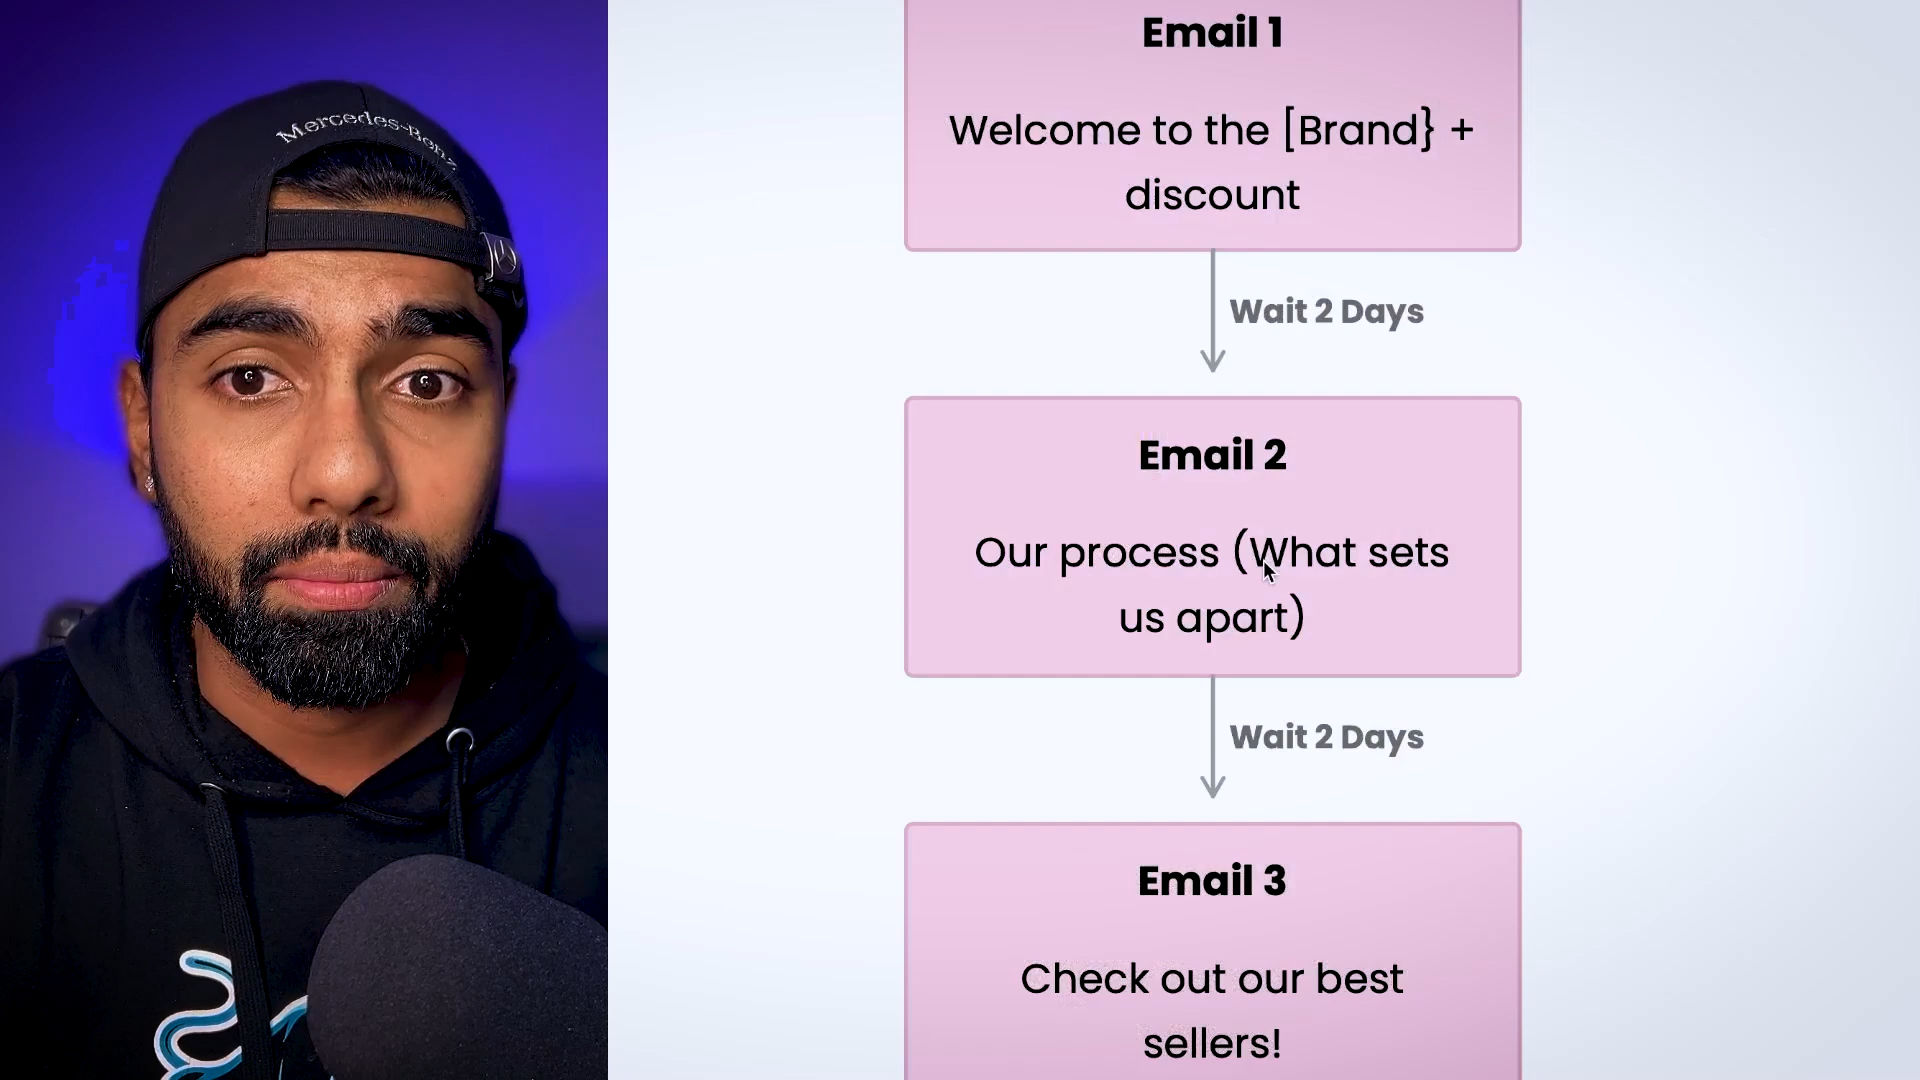 Mercedes-Benz
Email 1
Welcome to the [Brand} +
discount
Wait 2 Days
Email 2
Our process (What sets
us apart)
Wait 2 Days
Email 3
Check out our best
sellers!